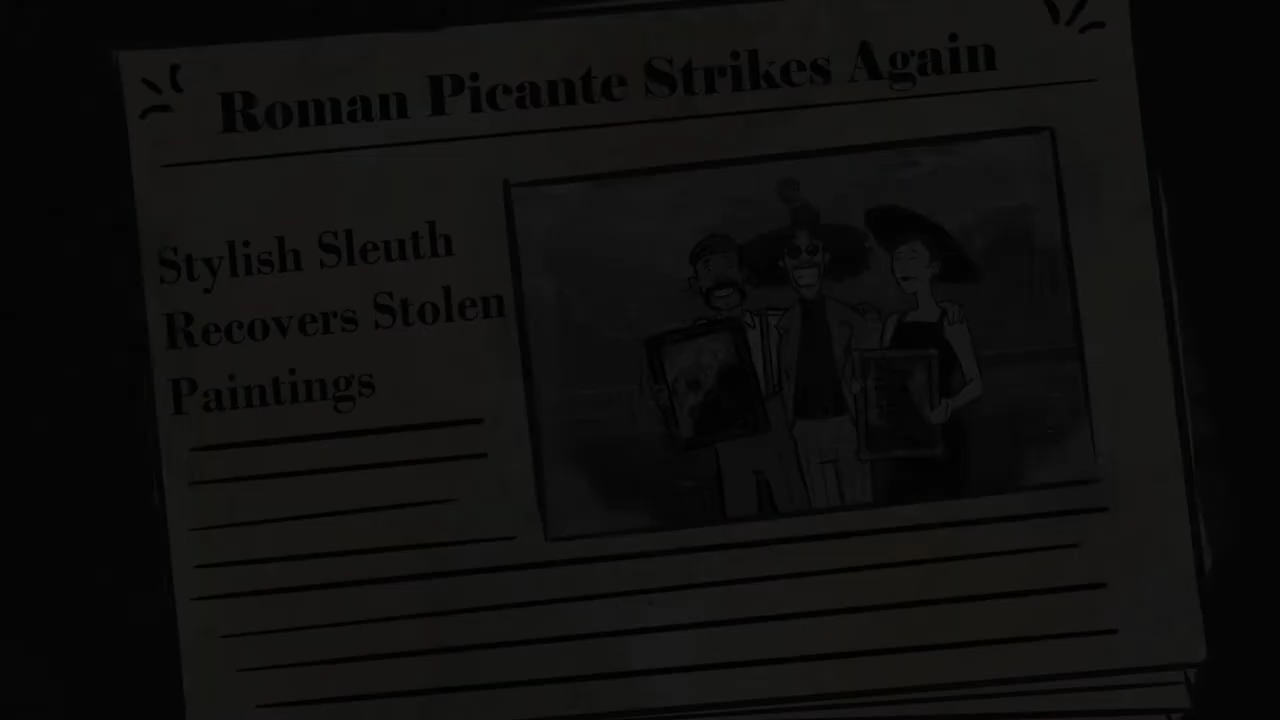 Roman Picante Strikes Again
Stylish Sleuth
Recovers Stolen
Paintings